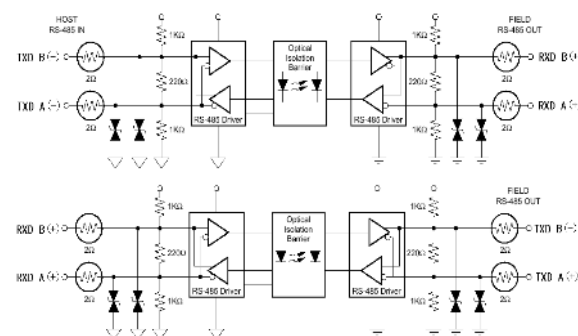 HOST
RS-485 IN
FIELD
RS-485 OUT
1KΩ
Optical
Isolation
Barrier
1KΩ
TXD B(-)
RXD B(+)
2Ω
220Ω
220Ω
2Ω
TXD A(-)
RXD A(-)
2Ω
1KΩ
RS-485 Driver
RS-485 Driver
1KΩ
2Ω
FIELD
RS-485 OUT
1KΩ
Optical
Isolation
Barrier
1KΩ
RXD B(+)
TXD B(-)
2Ω
220Ω
220Ω
2Ω
RXD A(+)
TXD A(-)
2Ω
1KΩ
RS-485 Driver
RS-485 Driver
1KΩ
2Ω